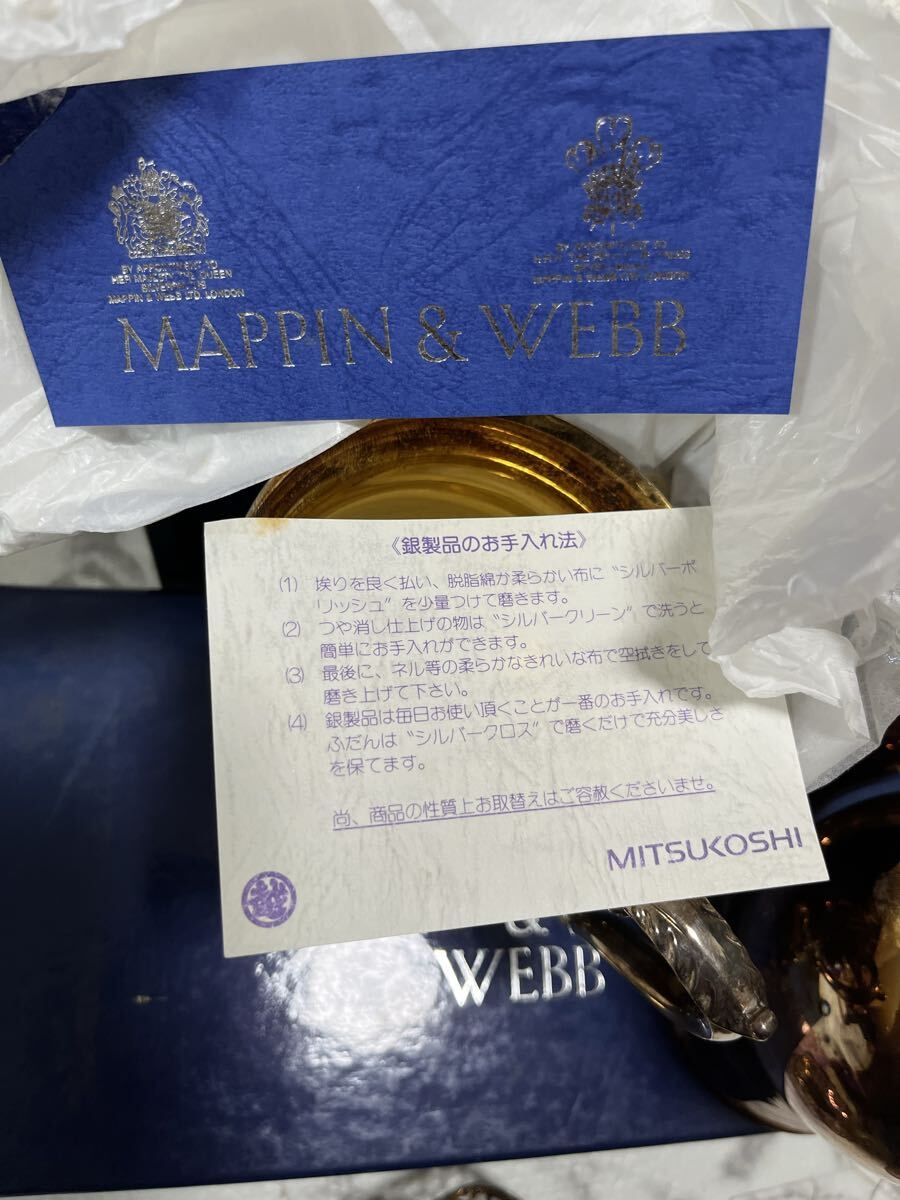 BY APPOINTMENT TO
HER MAJESTY THE QUEEN
MAPPIN & WEBB LTD. LONDON
BY APPOINTMENT TO
MAPPIN & WEBB LTD. LONDON
MAPPIN & WEBB
《銀製品のお手入れ法》
(1) 埃りを良く払い、脱脂綿か柔らかい布に“シルバーポ
リッシュ”を少量つけて磨きます。
(2) つや消し仕上げの物は“シルバークリーン”で洗うと
簡単にお手入れができます。
(3) 最後に、ネル等の柔らかなきれいな布で空拭きをして
磨き上げて下さい。
(4) 銀製品は毎日お使い頂くことが一番のお手入れです。
ふだんは“シルバークロス”で磨くだけで充分美しさ
を保てます。
尚、商品の性質上お取替えはご容赦くださいませ。
MITSUKOSHI
越
&
WEBB